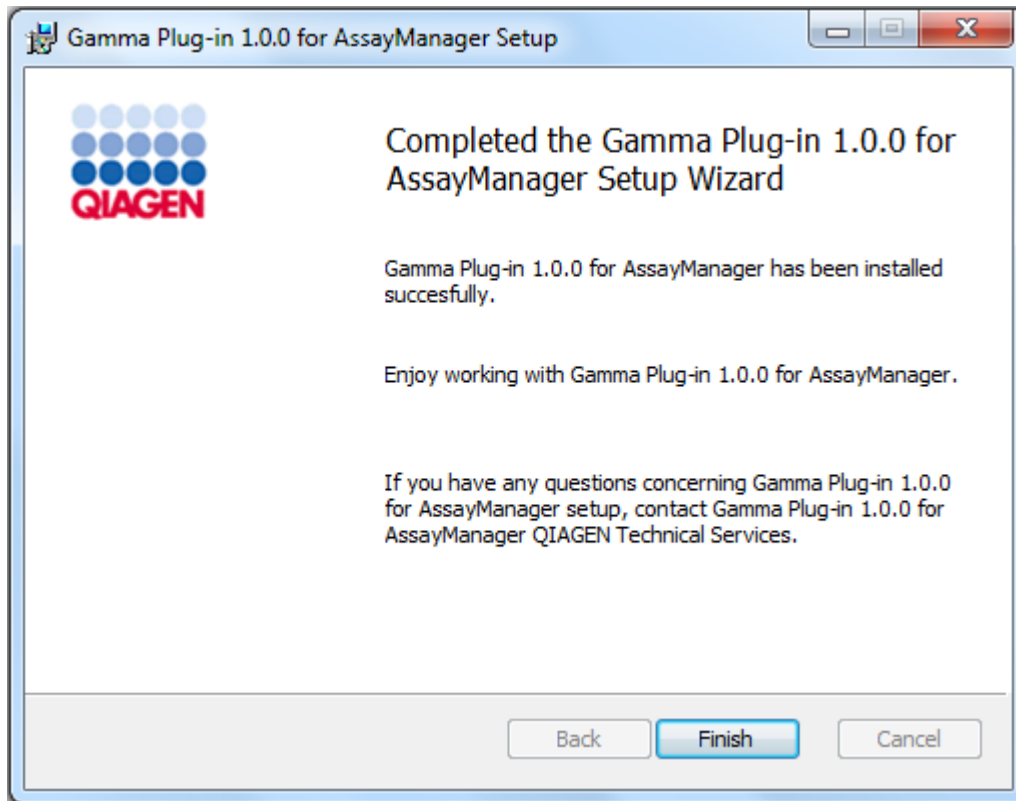 Gamma Plug-in 1.0.0 for AssayManager Setup
QIAGEN
Completed the Gamma Plug-in 1.0.0 for
AssayManager Setup Wizard
Gamma Plug-in 1.0.0 for AssayManager has been installed
succesfully.
Enjoy working with Gamma Plug-in 1.0.0 for AssayManager.
If you have any questions concerning Gamma Plug-in 1.0.0
for AssayManager setup, contact Gamma Plug-in 1.0.0 for
AssayManager QIAGEN Technical Services.
Back Finish Cancel